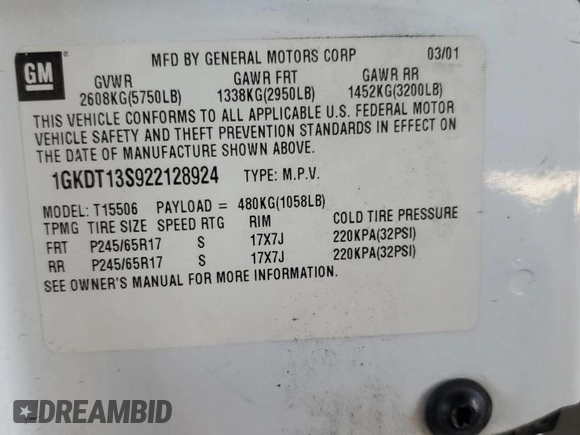 GM
MFD BY GENERAL MOTORS CORP 03/01
GVWR GAWR FRT GAWR RR
2608KG(5750LB) 1338KG(2950LB) 1452KG(3200LB)
THIS VEHICLE CONFORMS TO ALL APPLICABLE U.S. FEDERAL MOTOR
VEHICLE SAFETY AND THEFT PREVENTION STANDARDS IN EFFECT ON
THE DATE OF MANUFACTURE SHOWN ABOVE.
1GKDT13S922128924 TYPE: M.P.V.
MODEL: T15506 PAYLOAD = 480KG(1058LB)
TPMG TIRE SIZE SPEED RTG RIM COLD TIRE PRESSURE
FRT P245/65R17 S 17X7J 220KPA(32PSI)
RR P245/65R17 S 17X7J 220KPA(32PSI)
SEE OWNER'S MANUAL FOR MORE INFORMATION.
DREAMBID